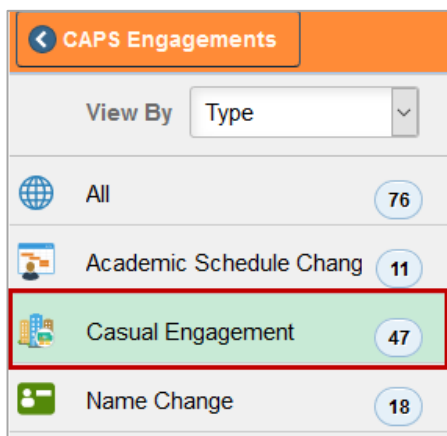 CAPS Engagements
View By Type
All 76
Academic Schedule Chang 11
Casual Engagement 47
Name Change 18